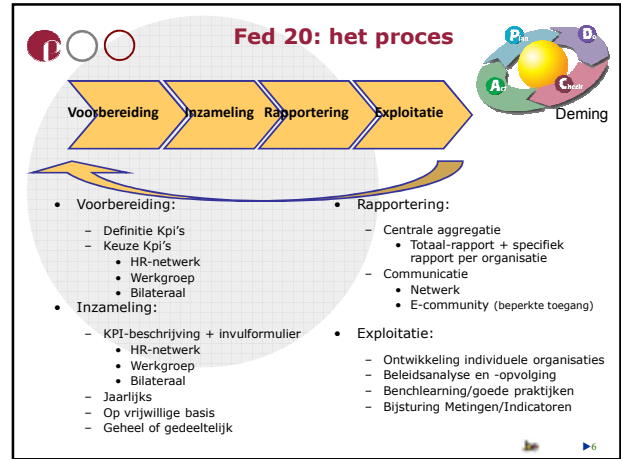 Fed 20: het proces
Plan
Do
Act
Check
Deming
Voorbereiding
Inzameling
Rapportering
Exploitatie
• Voorbereiding:
– Definitie Kpi's
– Keuze Kpi's
• HR-netwerk
• Werkgroep
• Bilateraal
• Inzameling:
– KPI-beschrijving + invulformulier
• HR-netwerk
• Werkgroep
• Bilateraal
– Jaarlijks
– Op vrijwillige basis
– Geheel of gedeeltelijk
• Rapportering:
– Centrale aggregatie
• Totaal-rapport + specifiek
rapport per organisatie
– Communicatie
• Netwerk
• E-community (beperkte toegang)
• Exploitatie:
– Ontwikkeling individuele organisaties
– Beleidsanalyse en -opvolging
– Benchlearning/goede praktijken
– Bijsturing Metingen/Indicatoren
.be
►6